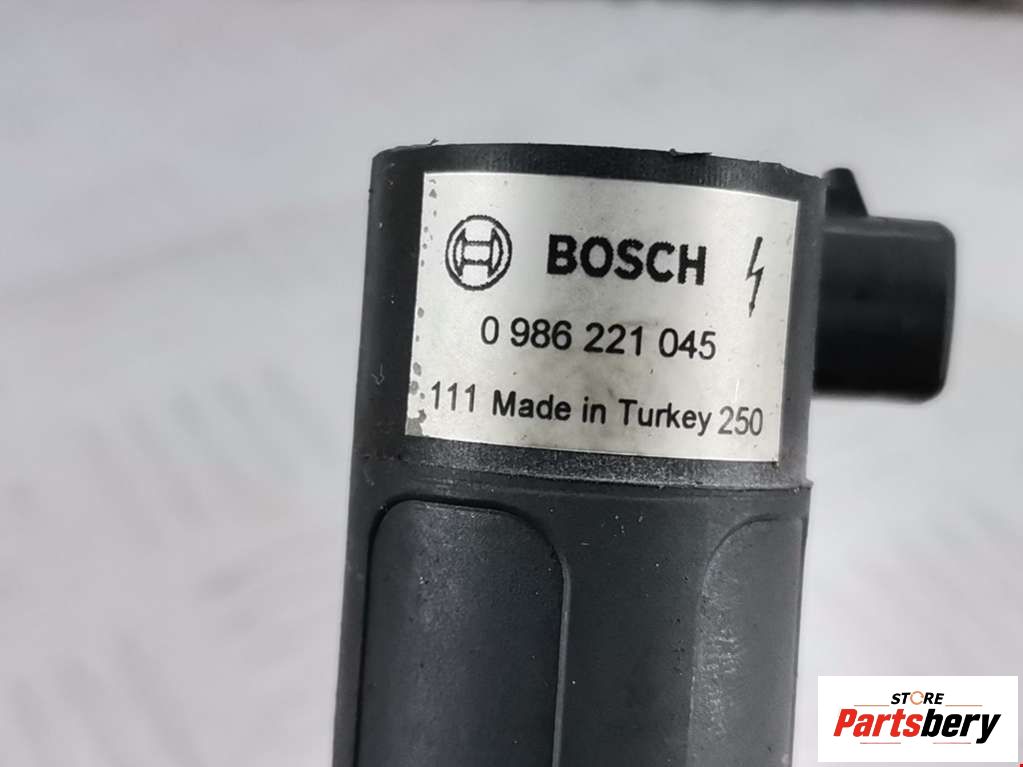 BOSCH
0 986 221 045
111 Made in Turkey 250
STORE
Partsbery